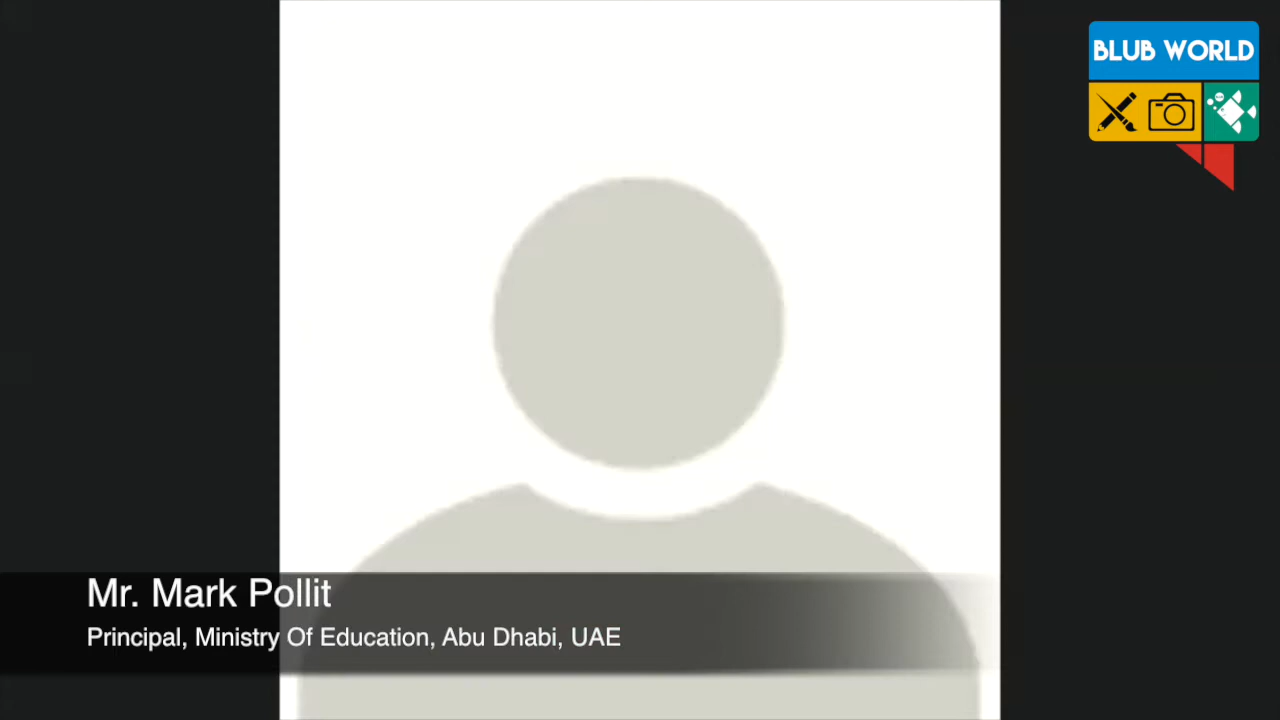 BLUB WORLD
Mr. Mark Pollit
Principal, Ministry Of Education, Abu Dhabi, UAE